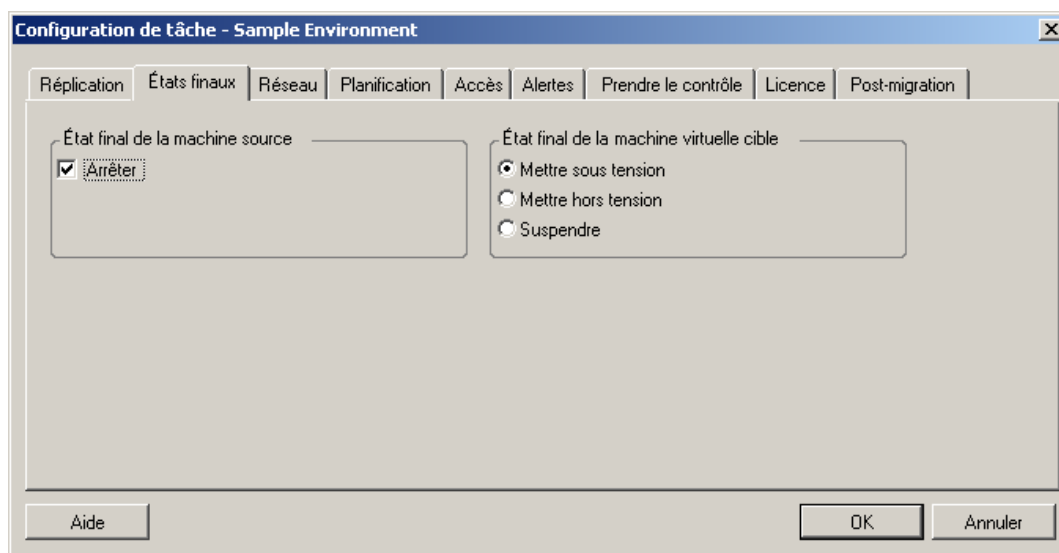 Configuration de tâche - Sample Environment
Réplication États finaux Réseau Planification Accès Alertes Prendre le contrôle Licence Post-migration
État final de la machine source État final de la machine virtuelle cible
Arrêter Mettre sous tension
Mettre hors tension
Suspendre
Aide OK Annuler